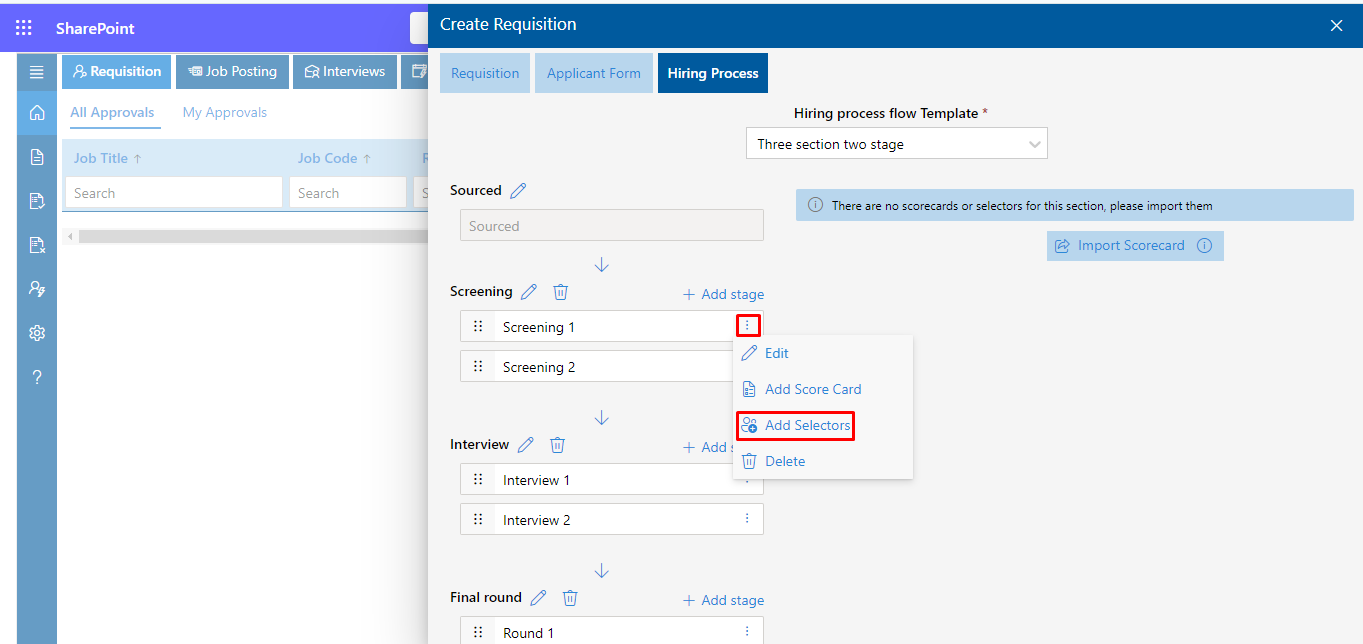 SharePoint
Create Requisition
Requisition
Job Posting
Interviews
Requisition
Applicant Form
Hiring Process
All Approvals
My Approvals
Hiring process flow Template *
Three section two stage
Job Title ↑
Job Code ↑
R
Search
Search
S
Sourced
There are no scorecards or selectors for this section, please import them
Sourced
Import Scorecard
Screening
+ Add stage
Screening 1
Edit
Screening 2
Add Score Card
Add Selectors
Interview
+ Add s
Delete
Interview 1
Interview 2
Final round
+ Add stage
Round 1
?